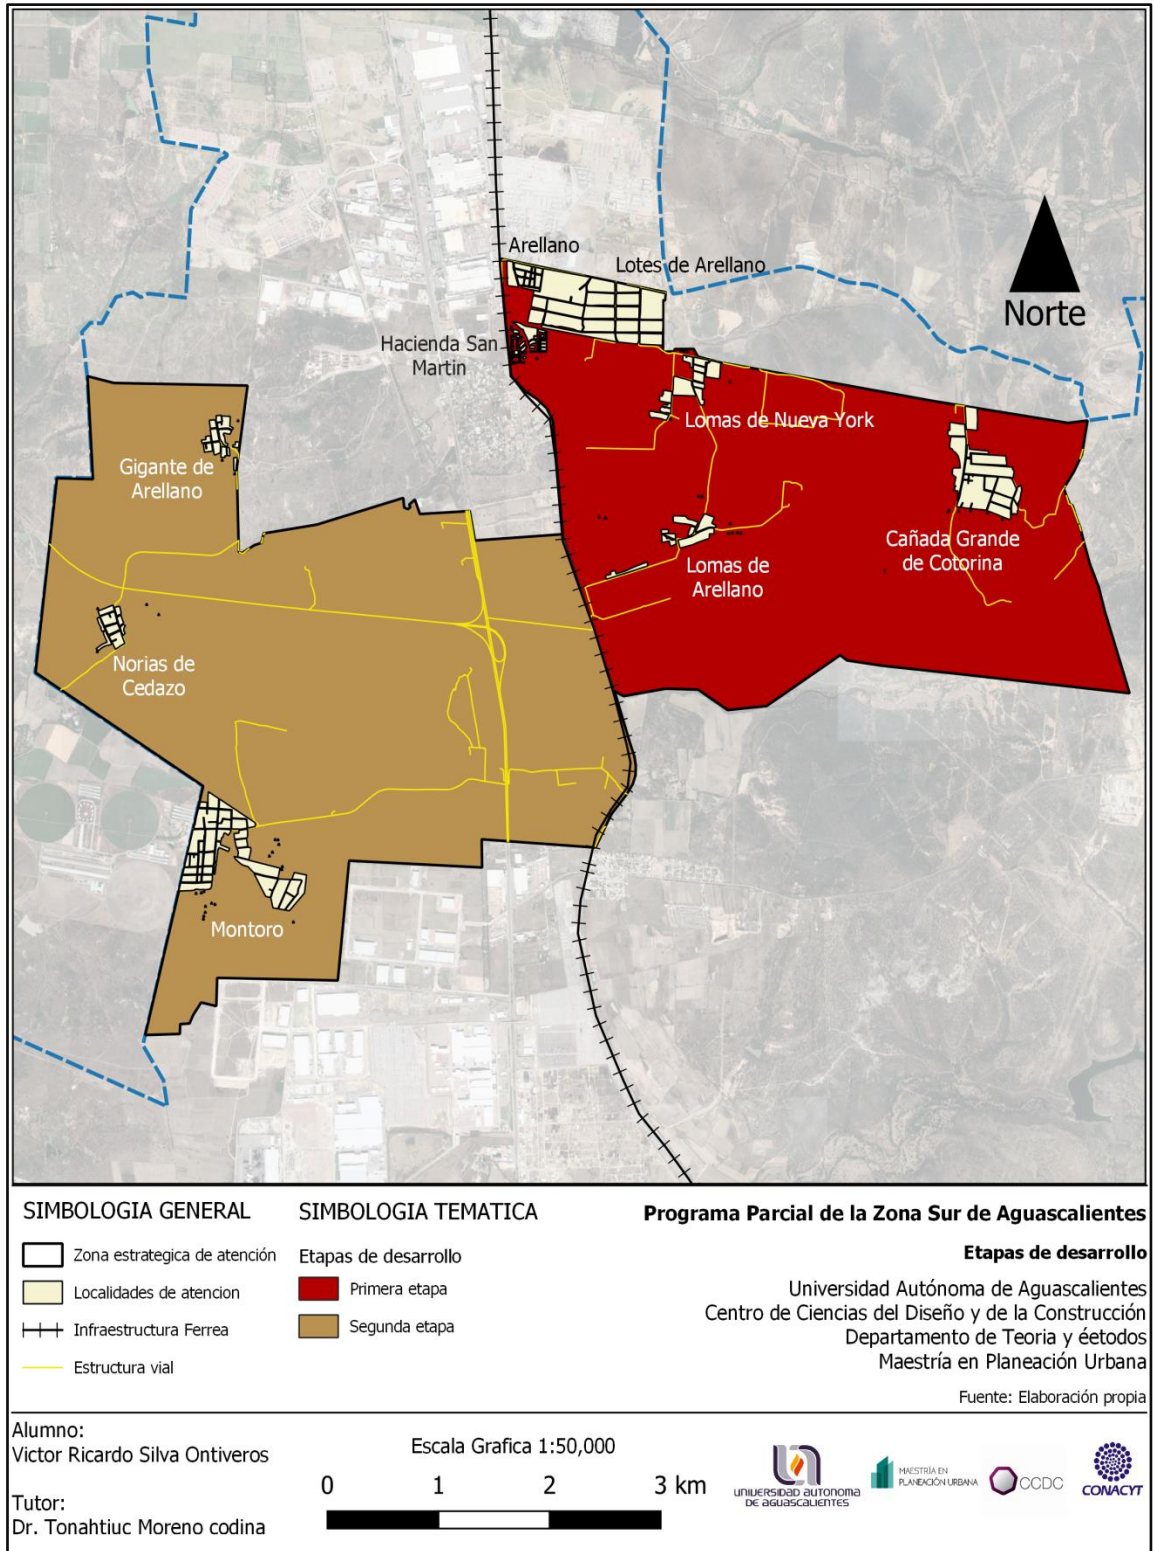 Arellano
Lotes de Arellano
Norte
Hacienda San
Martin
Lomas de Nueva York
Gigante de
Arellano
Cañada Grande
de Cotorina
Lomas de
Arellano
Norias de
Cedazo
Montoro
SIMBOLOGIA GENERAL
Zona estrategica de atención
Localidades de atencion
Infraestructura Ferrea
Estructura vial
SIMBOLOGIA TEMATICA
Etapas de desarrollo
Primera etapa
Segunda etapa
Programa Parcial de la Zona Sur de Aguascalientes
Etapas de desarrollo
Universidad Autónoma de Aguascalientes
Centro de Ciencias del Diseño y de la Construcción
Departamento de Teoria y éetodos
Maestría en Planeación Urbana
Fuente: Elaboración propia
Alumno:
Victor Ricardo Silva Ontiveros
Tutor:
Dr. Tonahtiuc Moreno codina
Escala Grafica 1:50,000
0 1 2 3 km
UNIVERSIDAD AUTONOMA
DE AGUASCALIENTES
MAESTRÍA EN
PLANEACIÓN URBANA
CCDC
CONACYT